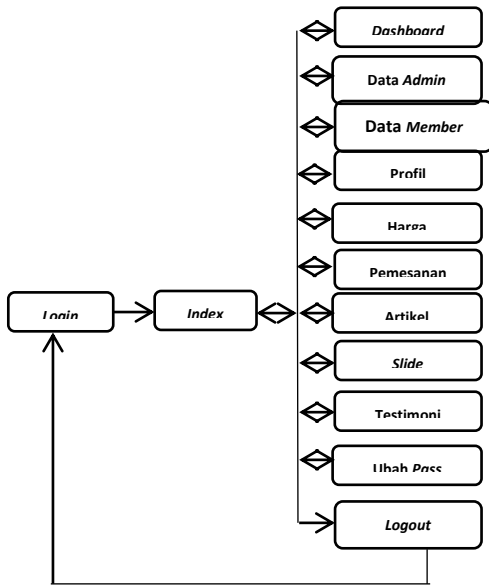 Dashboard
Data Admin
Data Member
Profil
Harga
Pemesanan
Login
Index
Artikel
Slide
Testimoni
Ubah Pass
Logout